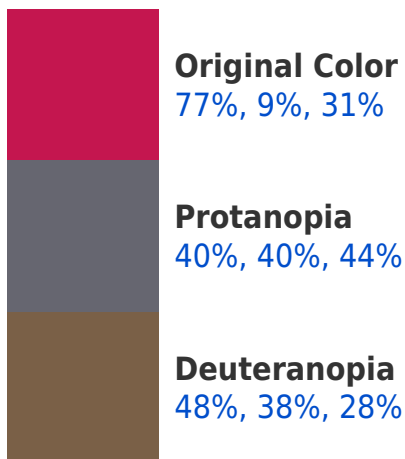 Original Color
77%, 9%, 31%
Protanopia
40%, 40%, 44%
Deuteranopia
48%, 38%, 28%